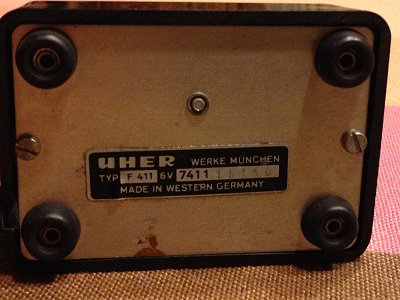 UHER WERKE MÜNCHEN
TYP F 411 6V 7411
MADE IN WESTERN GERMANY